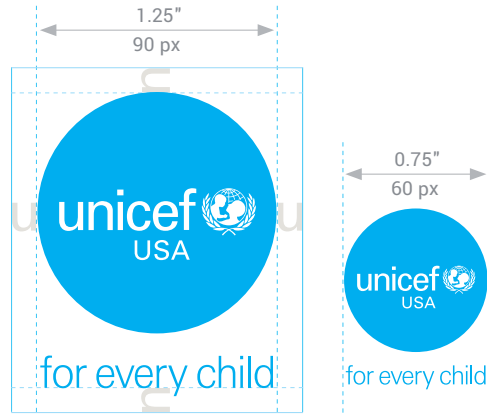 1.25”
90 px
n
u unicef u
USA
for every child
n
0.75”
60 px
unicef
USA
for every child